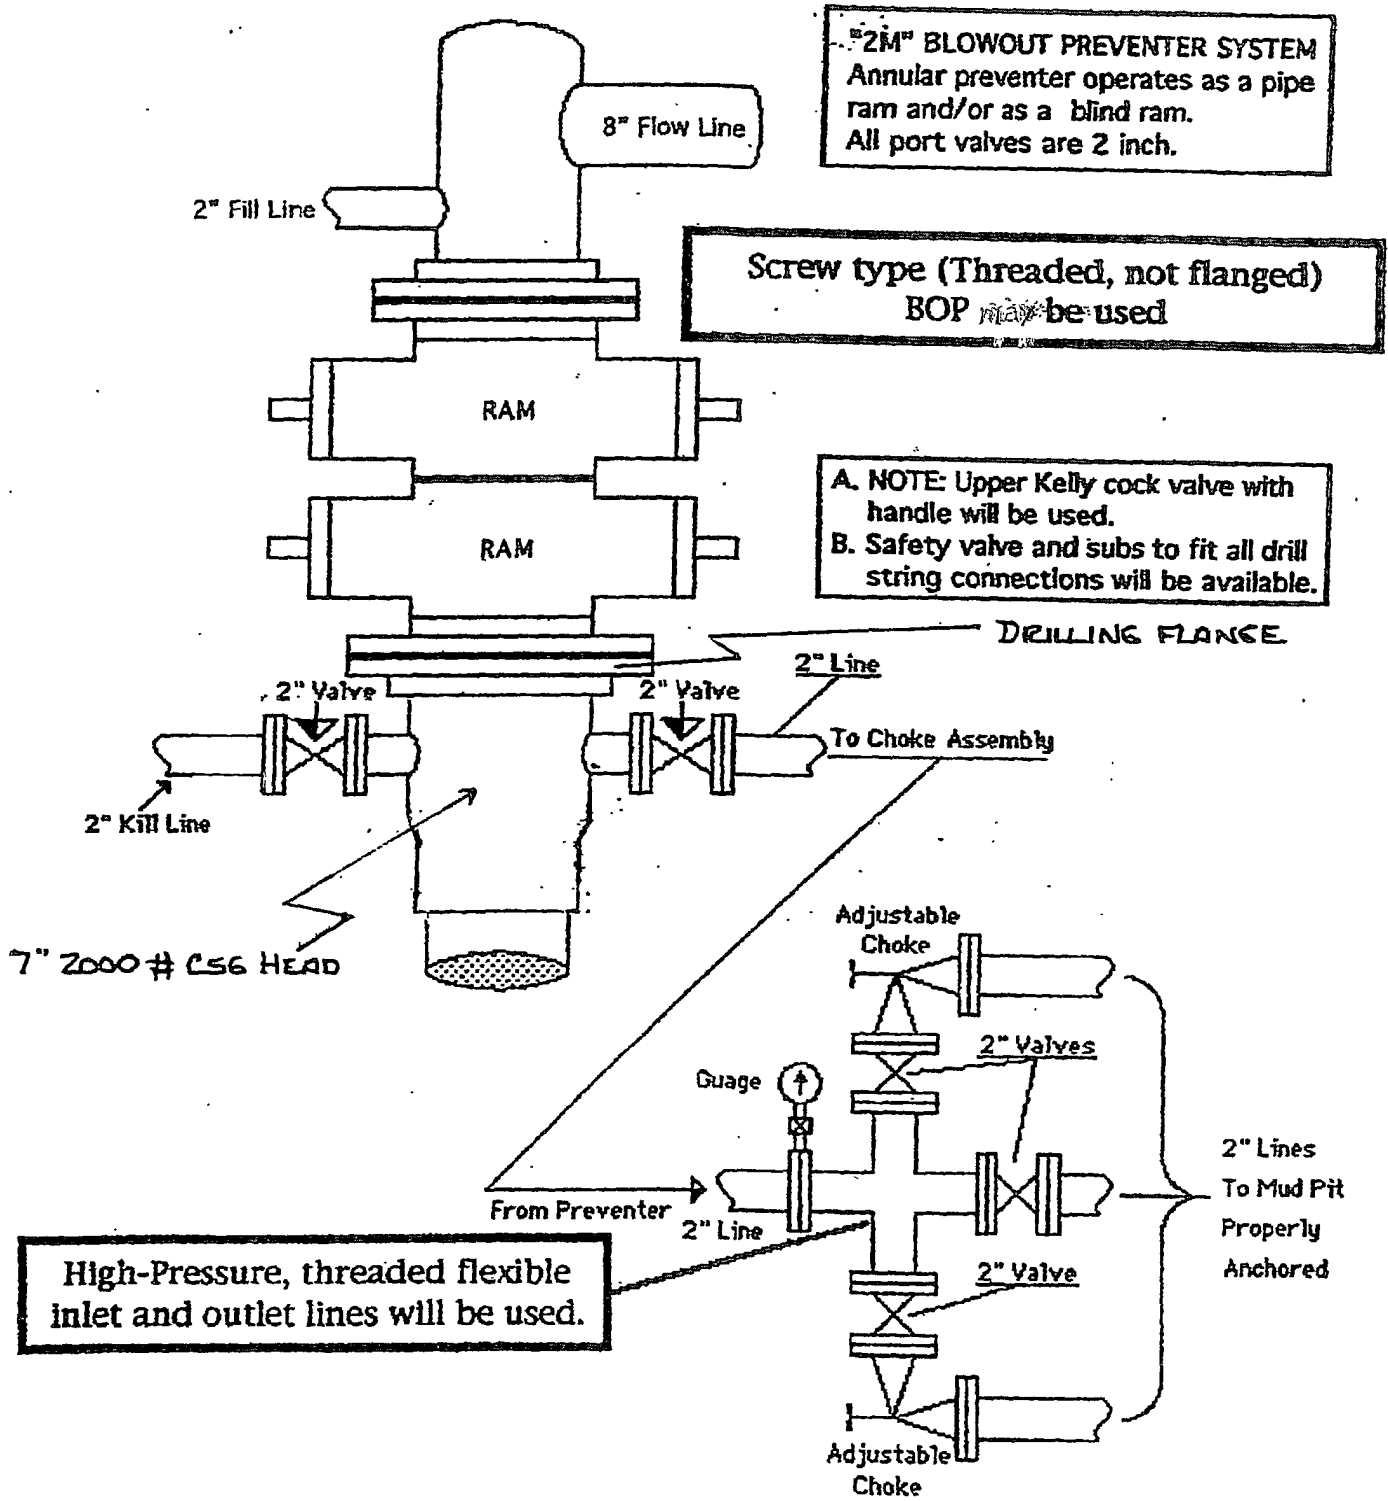 "2M" BLOWOUT PREVENTER SYSTEM
Annular preventer operates as a pipe
ram and/or as a blind ram.
All port valves are 2 inch.
8" Flow Line
2" Fill Line
Screw type (Threaded, not flanged)
BOP may be used
RAM
A. NOTE: Upper Kelly cock valve with
handle will be used.
B. Safety valve and subs to fit all drill
string connections will be available.
RAM
DRILLING FLANGE
2" Line
2" Valve
2" Valve
To Choke Assembly
2" Kill Line
7" 2000 # CSG HEAD
Adjustable
Choke
2" Valves
Guage
2" Lines
To Mud Pit
Properly
Anchored
From Preventer
2" Line
High-Pressure, threaded flexible
inlet and outlet lines will be used.
2" Valve
Adjustable
Choke